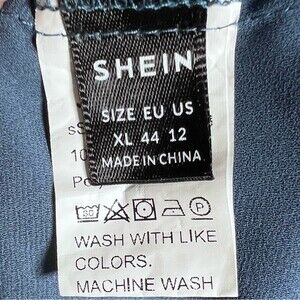 SHEIN
SIZE EU US
XL 44 12
MADE IN CHINA
WASH WITH LIKE
COLORS.
MACHINE WASH